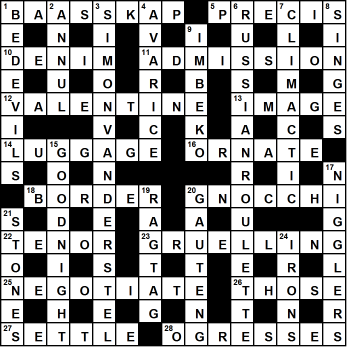 1 B 2 A A 3 S S K 4 A P 5 P 6 R E 7 C I 8 S
E N I V 9 I U L I
10 D E N I M 11 A D M I S S I O N
E U O R B S M G
12 V A L E N T I N E 13 I M A G E
I V C K A C S
14 L U 15 G G A G E 16 O R N A T E
S O N R I 17 N
18 B O R D E 19 R 20 G N O C C H I
21 S D E A A U G
22 T E N O R 23 G R U E L L 24 I N G
O I S T T E R L
25 N E G O T I A T E 26 T H O S E
E H E G N T N R
27 S E T T L E 28 O G R E S S E S